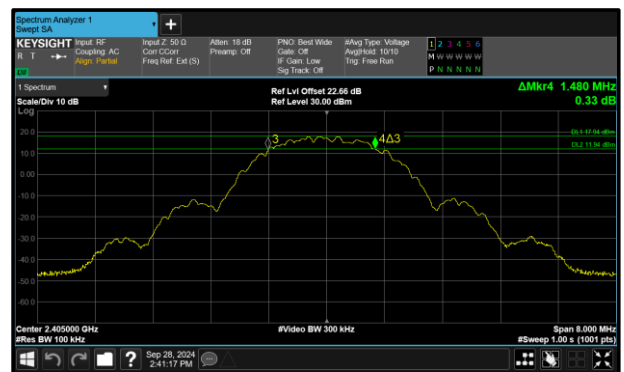 Spectrum Analyzer 1
Swept SA
+
KEYSIGHT
R T
LW
Input: RF
Coupling: AC
Align: Partial
Input Z: 50 Ω
Corr CCorr
Freq Ref: Ext (S)
Atten: 18 dB
Preamp: Off
PNO: Best Wide
Gate: Off
IF Gain: Low
Sig Track: Off
#Avg Type: Voltage
Avg|Hold: 10/10
Trig: Free Run
1 2 3 4 5 6
M W W W W W
P N N N N N
1 Spectrum
Scale/Div 10 dB
Log
Ref Lvl Offset 22.66 dB
Ref Level 30.00 dBm
ΔMkr4 1.480 MHz
0.33 dB
20.0
10.0
0.00
-10.0
-20.0
-30.0
-40.0
-50.0
-60.0
3
4Δ3
DL1 17.94 dBm
DL2 11.94 dBm
Center 2.405000 GHz
#Res BW 100 kHz
#Video BW 300 kHz
Span 8.000 MHz
#Sweep 1.00 s (1001 pts)
?
Sep 28, 2024
2:41:17 PM